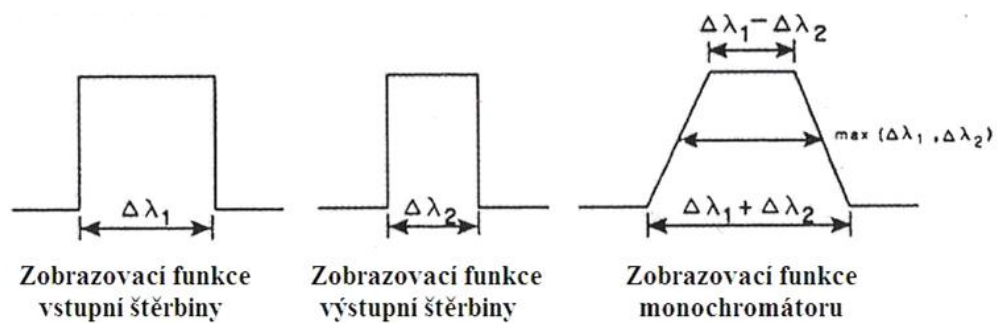 Δλ₁
Zobrazovací funkce
vstupní štěrbiny
Δλ₂
Zobrazovací funkce
výstupní štěrbiny
Δλ₁ − Δλ₂
max (Δλ₁ , Δλ₂)
Δλ₁ + Δλ₂
Zobrazovací funkce
monochromátoru